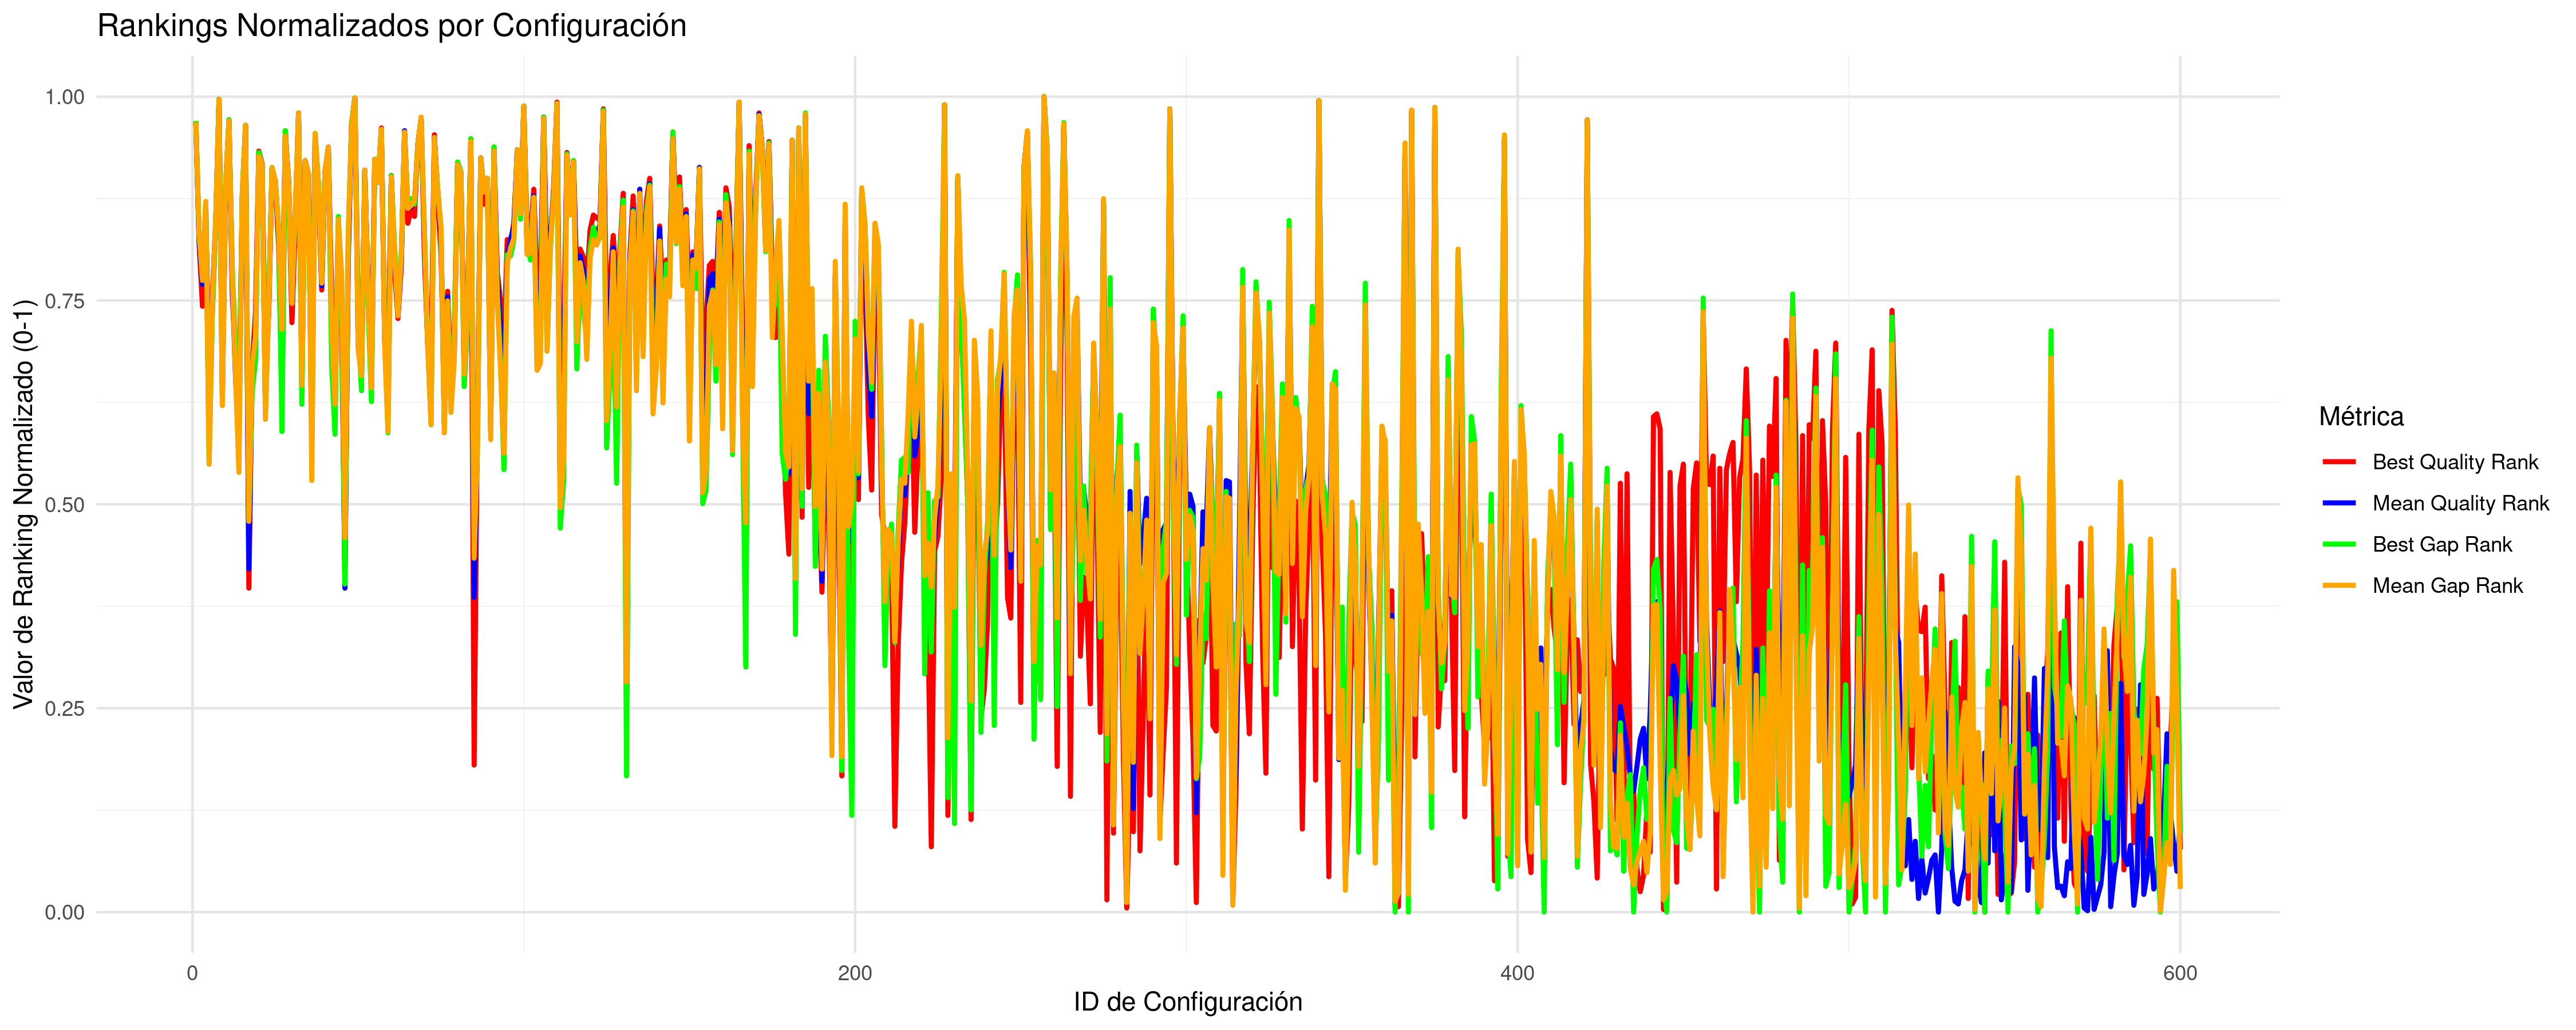 Rankings Normalizados por Configuración
Valor de Ranking Normalizado (0-1)
1.00
0.75
0.50
0.25
0.00
0
200
400
600
ID de Configuración
Métrica
Best Quality Rank
Mean Quality Rank
Best Gap Rank
Mean Gap Rank